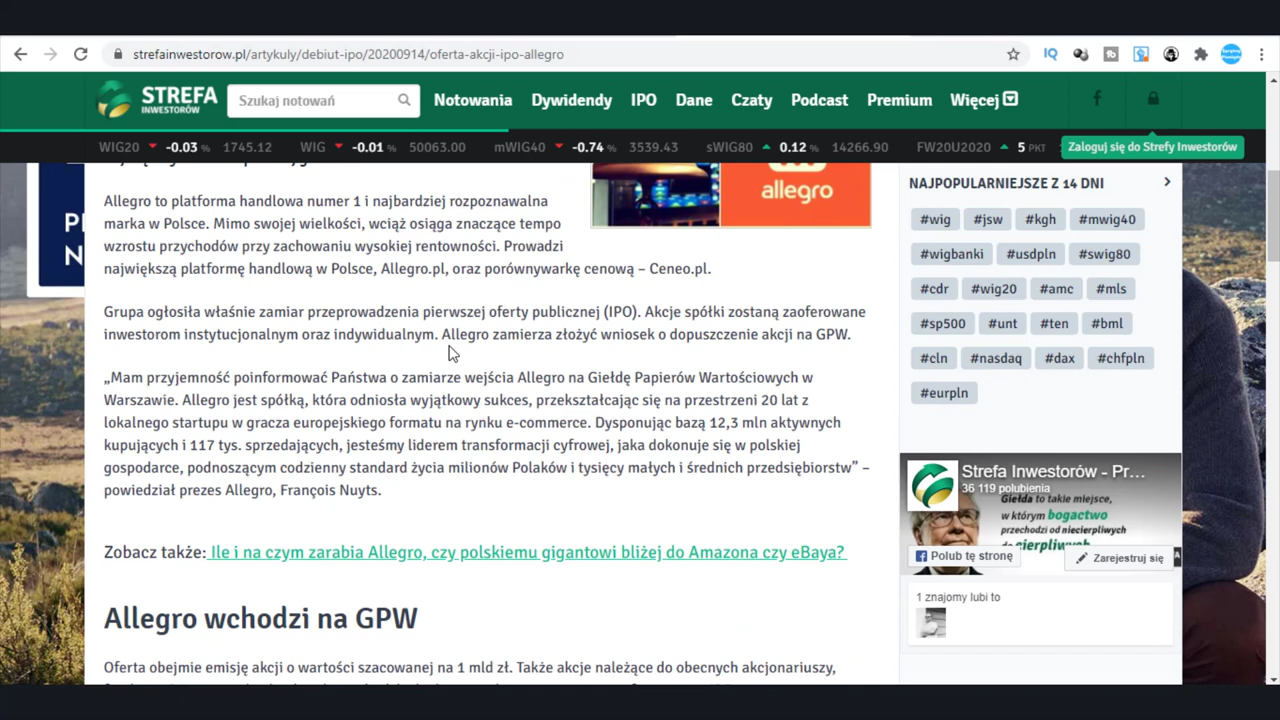 strefainwestorow.pl/artykuly/debiut-ipo/20200914/oferta-akcji-ipo-allegro
IQ
STREFA
INWESTORÓW
Szukaj notowań
Notowania Dywidendy IPO Dane Czaty Podcast Premium Więcej
WIG20 -0.03 % 1745.12 WIG -0.01 % 50063.00 mWIG40 -0.74 % 3539.43 sWIG80 0.12 % 14266.90 FW20U2020 5 PKT
Zaloguj się do Strefy Inwestorów
allegro
Allegro to platforma handlowa numer 1 i najbardziej rozpoznawalna
marka w Polsce. Mimo swojej wielkości, wciąż osiąga znaczące tempo
wzrostu przychodów przy zachowaniu wysokiej rentowności. Prowadzi
największą platformę handlową w Polsce, Allegro.pl, oraz porównywarkę cenową – Ceneo.pl.
Grupa ogłosiła właśnie zamiar przeprowadzenia pierwszej oferty publicznej (IPO). Akcje spółki zostaną zaoferowane
inwestorom instytucjonalnym oraz indywidualnym. Allegro zamierza złożyć wniosek o dopuszczenie akcji na GPW.
„Mam przyjemność poinformować Państwa o zamiarze wejścia Allegro na Giełdę Papierów Wartościowych w
Warszawie. Allegro jest spółką, która odniosła wyjątkowy sukces, przekształcając się na przestrzeni 20 lat z
lokalnego startupu w gracza europejskiego formatu na rynku e-commerce. Dysponując bazą 12,3 mln aktywnych
kupujących i 117 tys. sprzedających, jesteśmy liderem transformacji cyfrowej, jaka dokonuje się w polskiej
gospodarce, podnoszącym codzienny standard życia milionów Polaków i tysięcy małych i średnich przedsiębiorstw” –
powiedział prezes Allegro, François Nuyts.
Zobacz także: Ile i na czym zarabia Allegro, czy polskiemu gigantowi bliżej do Amazona czy eBaya?
Allegro wchodzi na GPW
Oferta obejmie emisję akcji o wartości szacowanej na 1 mld zł. Także akcje należące do obecnych akcjonariuszy,
NAJPOPULARNIEJSZE Z 14 DNI
#wig #jsw #kgh #mwig40
#wigbanki #usdpln #swig80
#cdr #wig20 #amc #mls
#sp500 #unt #ten #bml
#cln #nasdaq #dax #chfpln
#eurpln
Strefa Inwestorów - Pr...
36 119 polubienia
Giełda to takie miejsce,
w którym bogactwo
przechodzi od niecierpliwych
cierpliwych
Polub tę stronę
Zarejestruj się
1 znajomy lubi to